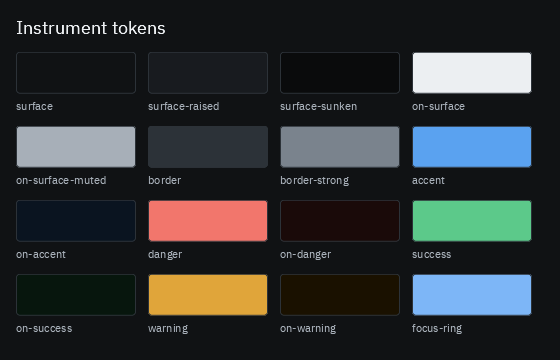 Instrument tokens
surface
surface-raised
surface-sunken
on-surface
on-surface-muted
border
border-strong
accent
on-accent
danger
on-danger
success
on-success
warning
on-warning
focus-ring